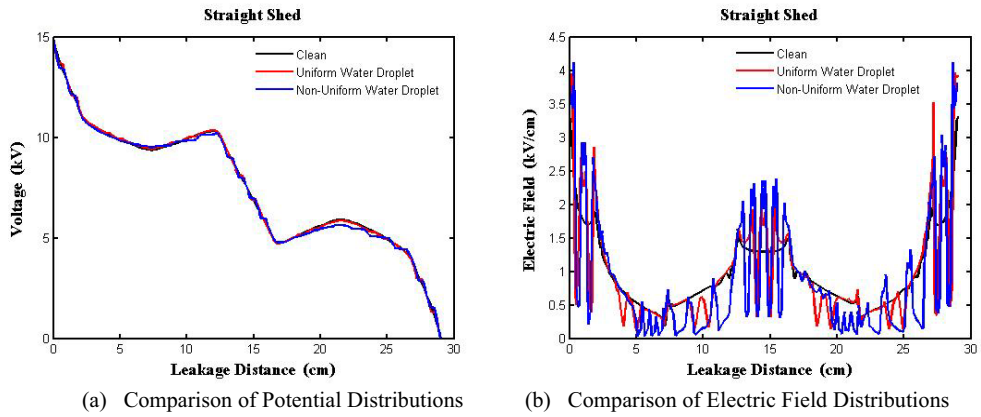 Straight Shed
15
10
5
0
Voltage (kV)
Clean
Uniform Water Droplet
Non-Uniform Water Droplet
0 5 10 15 20 25 30
Leakage Distance (cm)
(a) Comparison of Potential Distributions
Straight Shed
4.5
4
3.5
3
2.5
2
1.5
1
0.5
0
Electric Field (kV/cm)
Clean
Uniform Water Droplet
Non-Uniform Water Droplet
0 5 10 15 20 25 30
Leakage Distance (cm)
(b) Comparison of Electric Field Distributions